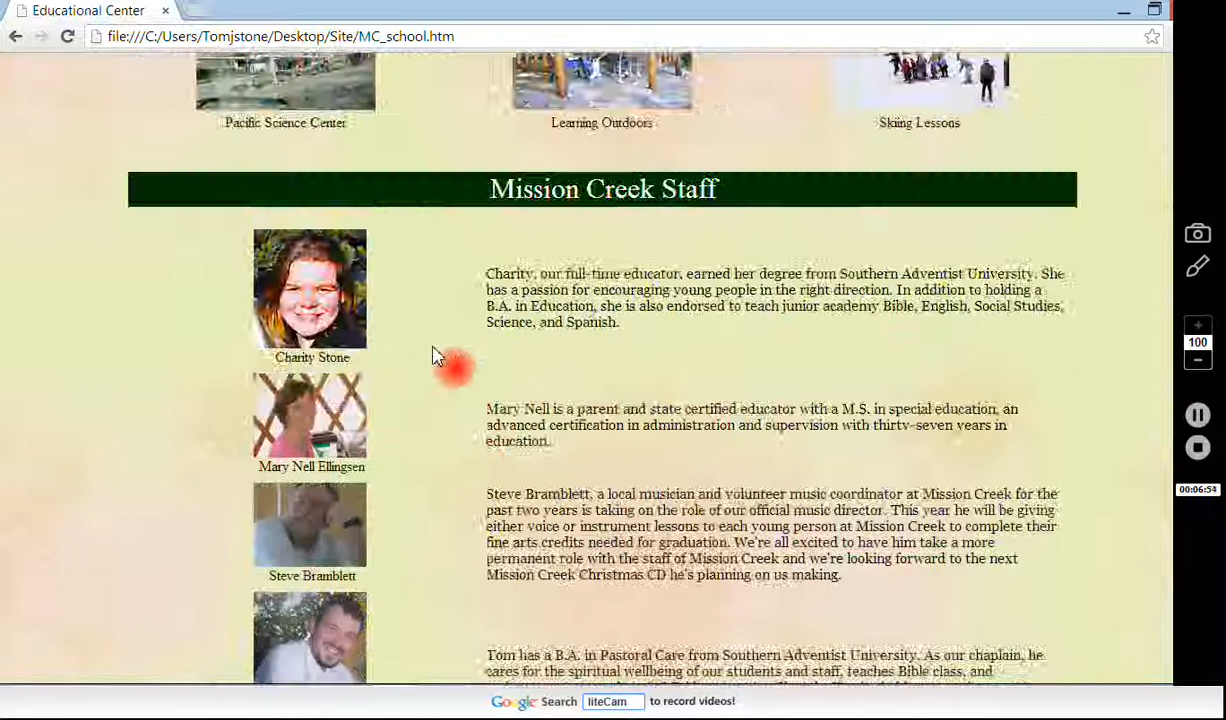 Educational Center
file:///C:/Users/Tomjstone/Desktop/Site/MC_school.htm
Pacific Science Center
Learning Outdoors
Skiing Lessons
Mission Creek Staff
Charity, our full-time educator, earned her degree from Southern Adventist University. She
has a passion for encouraging young people in the right direction. In addition to holding a
B.A. in Education, she is also endorsed to teach junior academy Bible, English, Social Studies,
Science, and Spanish.
Charity Stone
Mary Nell is a parent and state certified educator with a M.S. in special education, an
advanced certification in administration and supervision with thirty-seven years in
education.
Mary Nell Ellingsen
Steve Bramblett, a local musician and volunteer music coordinator at Mission Creek for the
past two years is taking on the role of our official music director. This year he will be giving
either voice or instrument lessons to each young person at Mission Creek to complete their
fine arts credits needed for graduation. We're all excited to have him take a more
permanent role with the staff of Mission Creek and we're looking forward to the next
Mission Creek Christmas CD he's planning on us making.
Steve Bramblett
Tom has a B.A. in Pastoral Care from Southern Adventist University. As our chaplain, he
cares for the spiritual wellbeing of our students and staff, teaches Bible class, and
100
00:06:54
Google Search liteCam to record videos!